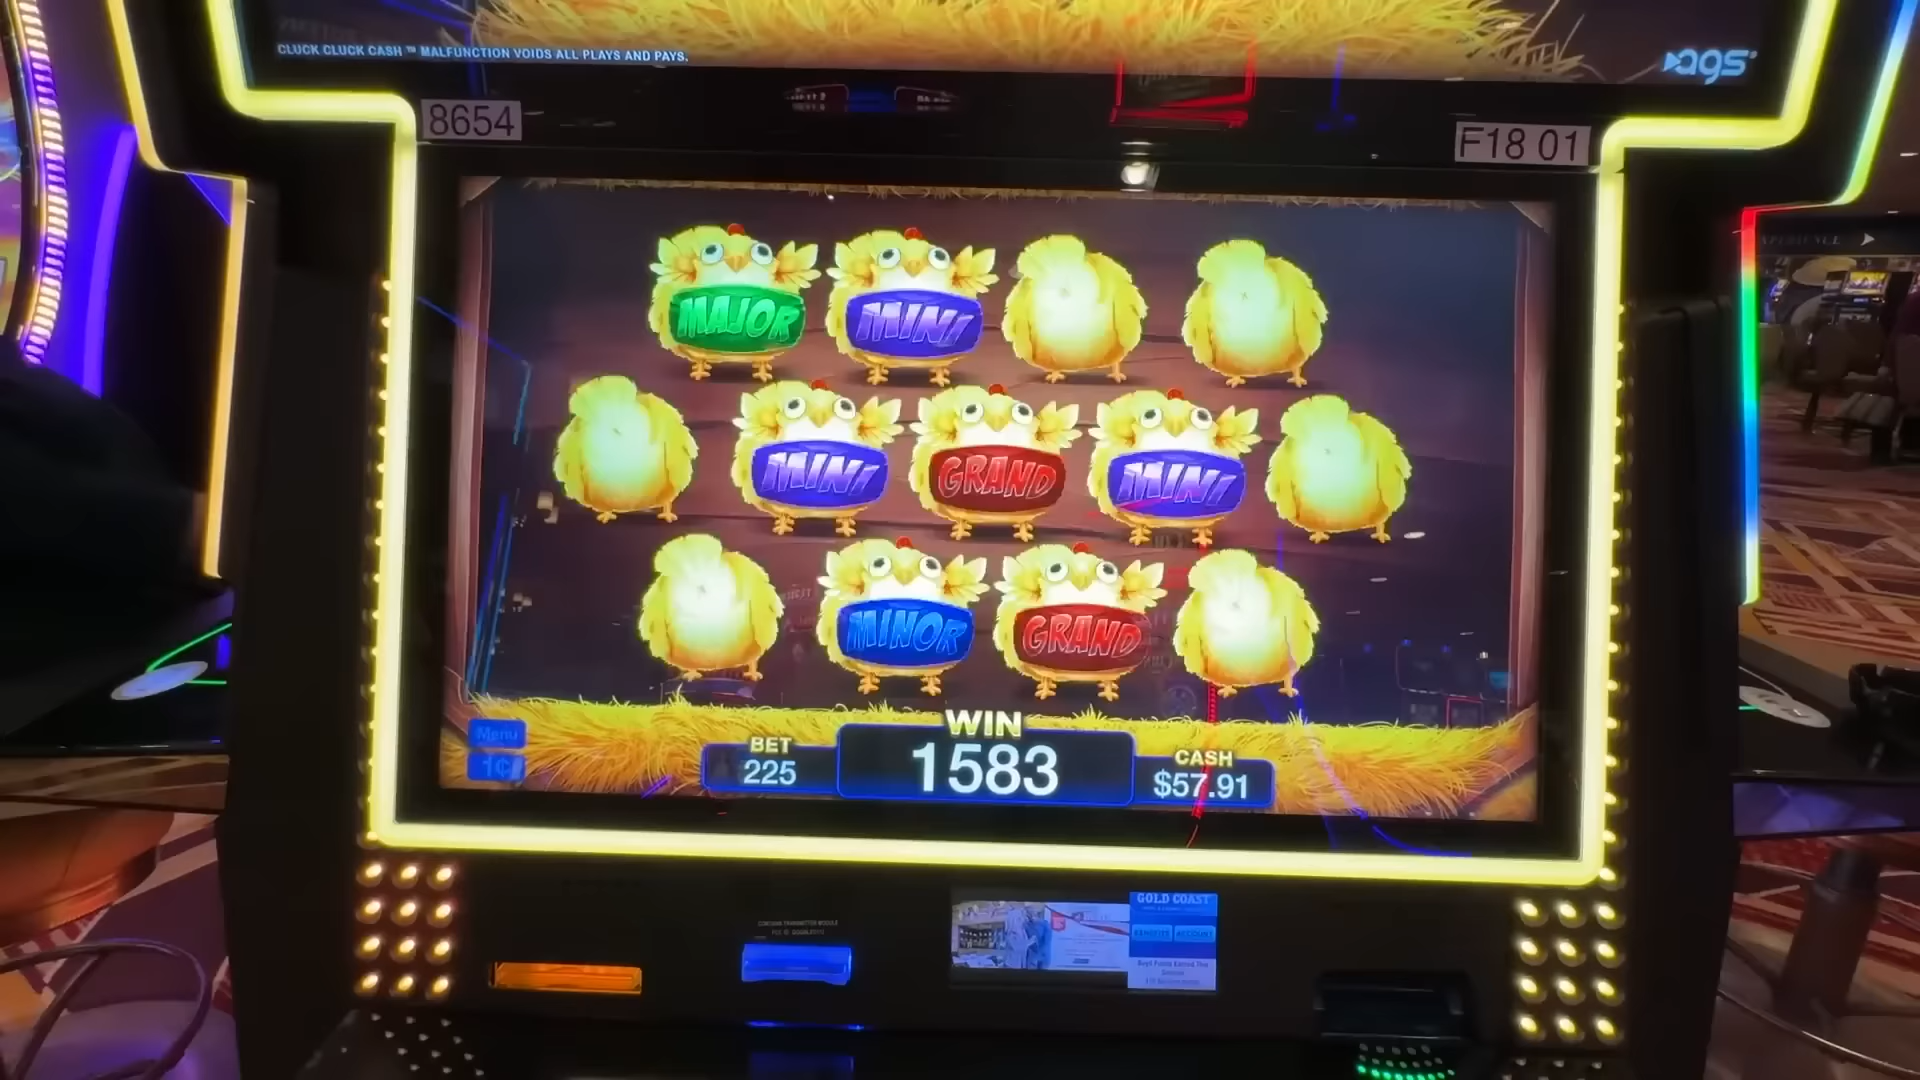 CLUCK CLUCK CASH ™ MALFUNCTION VOIDS ALL PLAYS AND PAYS.
ags
8654
F18 01
MAJOR
MINI
MINI
GRAND
MINI
MINOR
GRAND
Menu
1¢
BET
225
WIN
1583
CASH
$57.91
GOLD COAST